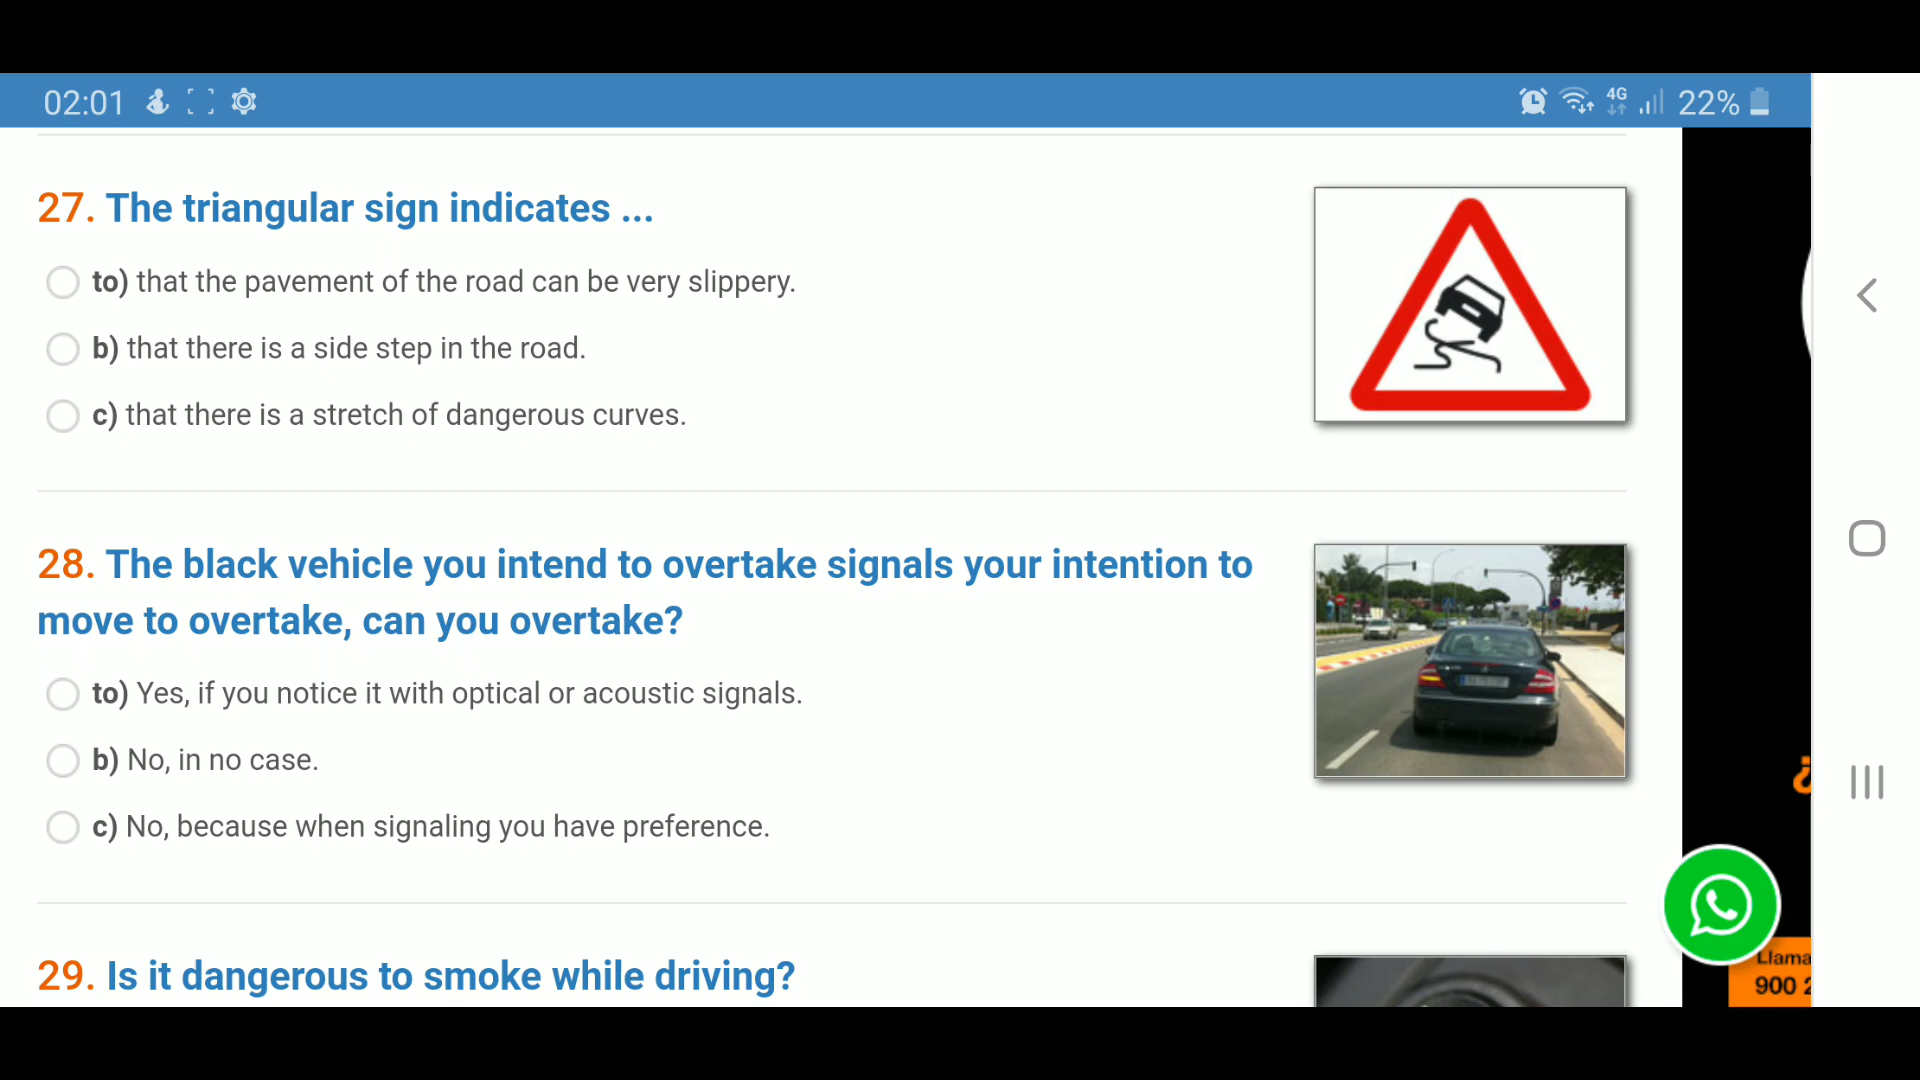 02:01
4G
22%
27. The triangular sign indicates ...
to) that the pavement of the road can be very slippery.
b) that there is a side step in the road.
c) that there is a stretch of dangerous curves.
28. The black vehicle you intend to overtake signals your intention to
move to overtake, can you overtake?
to) Yes, if you notice it with optical or acoustic signals.
b) No, in no case.
c) No, because when signaling you have preference.
¿
Llama
900 2
29. Is it dangerous to smoke while driving?